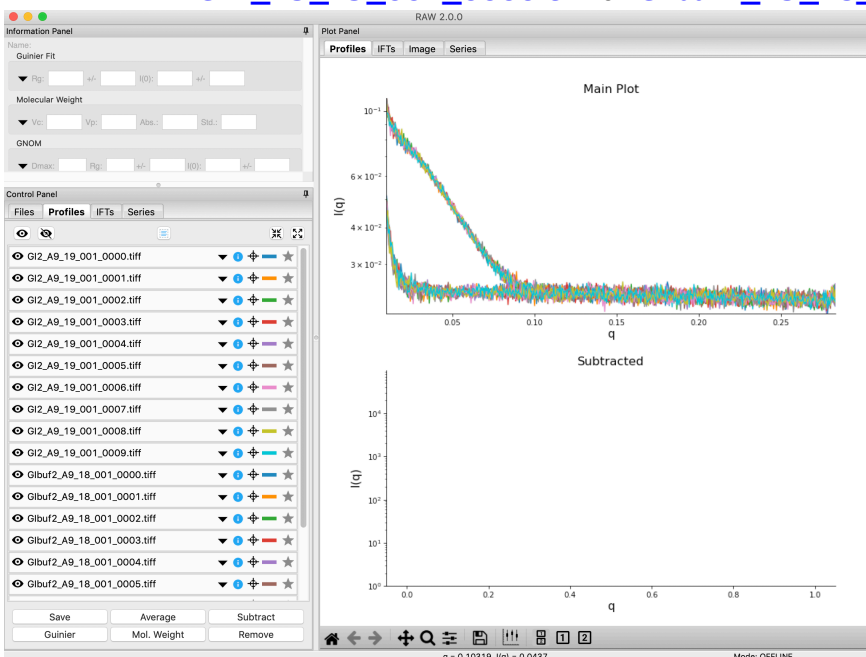 RAW 2.0.0
Information Panel
Name:
Guinier Fit
Rg: +/- I(0): +/-
Molecular Weight
Vc: Vp: Abs.: Std.:
GNOM
Dmax: Rg: +/- I(0): +/-
Control Panel
Files Profiles IFTs Series
GI2_A9_19_001_0000.tiff
GI2_A9_19_001_0001.tiff
GI2_A9_19_001_0002.tiff
GI2_A9_19_001_0003.tiff
GI2_A9_19_001_0004.tiff
GI2_A9_19_001_0005.tiff
GI2_A9_19_001_0006.tiff
GI2_A9_19_001_0007.tiff
GI2_A9_19_001_0008.tiff
GI2_A9_19_001_0009.tiff
GIbuf2_A9_18_001_0000.tiff
GIbuf2_A9_18_001_0001.tiff
GIbuf2_A9_18_001_0002.tiff
GIbuf2_A9_18_001_0003.tiff
GIbuf2_A9_18_001_0004.tiff
GIbuf2_A9_18_001_0005.tiff
Save Average Subtract
Guinier Mol. Weight Remove
Plot Panel
Profiles IFTs Image Series
Main Plot
10⁻¹
6 × 10⁻²
4 × 10⁻²
3 × 10⁻²
I(q)
0.05 0.10 0.15 0.20 0.25
q
Subtracted
10⁴
10³
10²
10¹
10⁰
I(q)
0.0 0.2 0.4 0.6 0.8 1.0
q
1 2
q = 0.10319, I(q) = 0.0437
Mode: OFFLINE